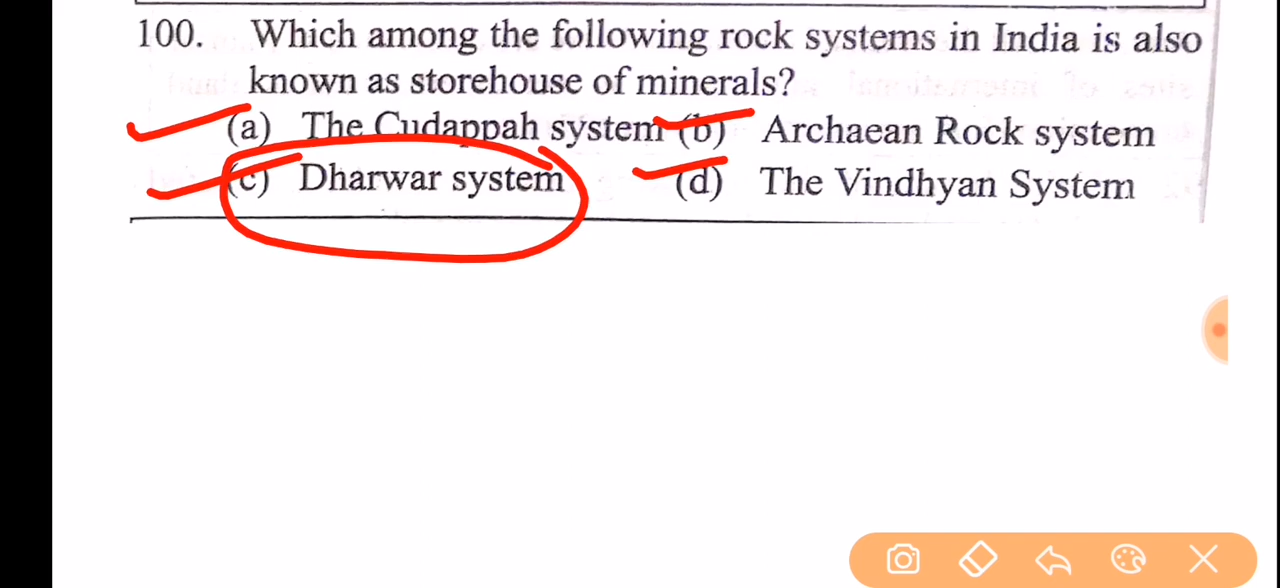 100. Which among the following rock systems in India is also
known as storehouse of minerals?
(a) The Cudappah system (b) Archaean Rock system
(c) Dharwar system (d) The Vindhyan System